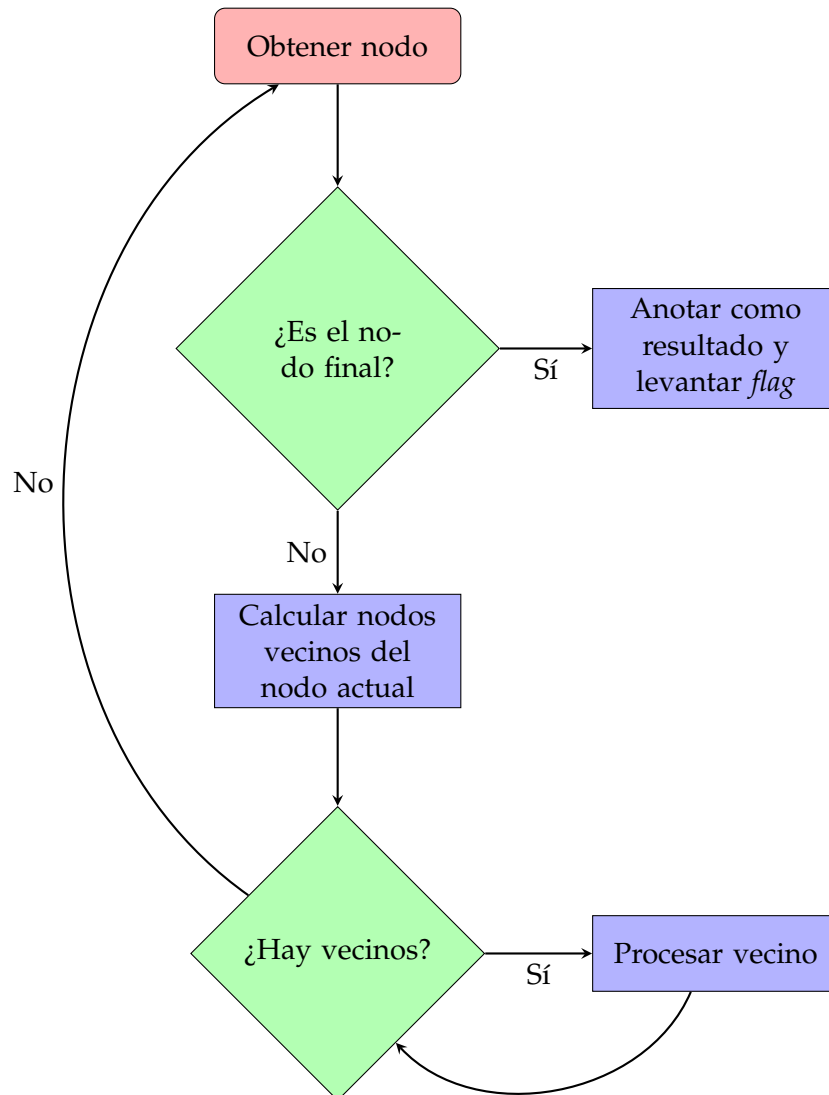 Obtener nodo
¿Es el no-
do final?
Sí
Anotar como
resultado y
levantar flag
No
No
Calcular nodos
vecinos del
nodo actual
¿Hay vecinos?
Sí
Procesar vecino